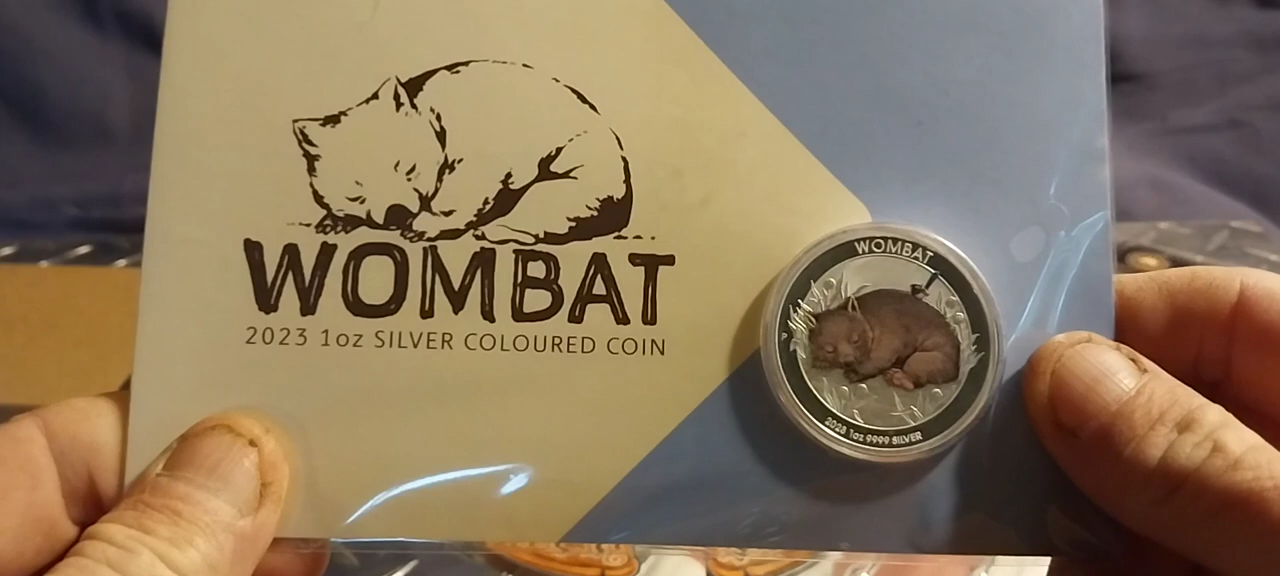 WOMBAT
2023 1oz SILVER COLOURED COIN
WOMBAT
P
2023 1oz 9999 SILVER